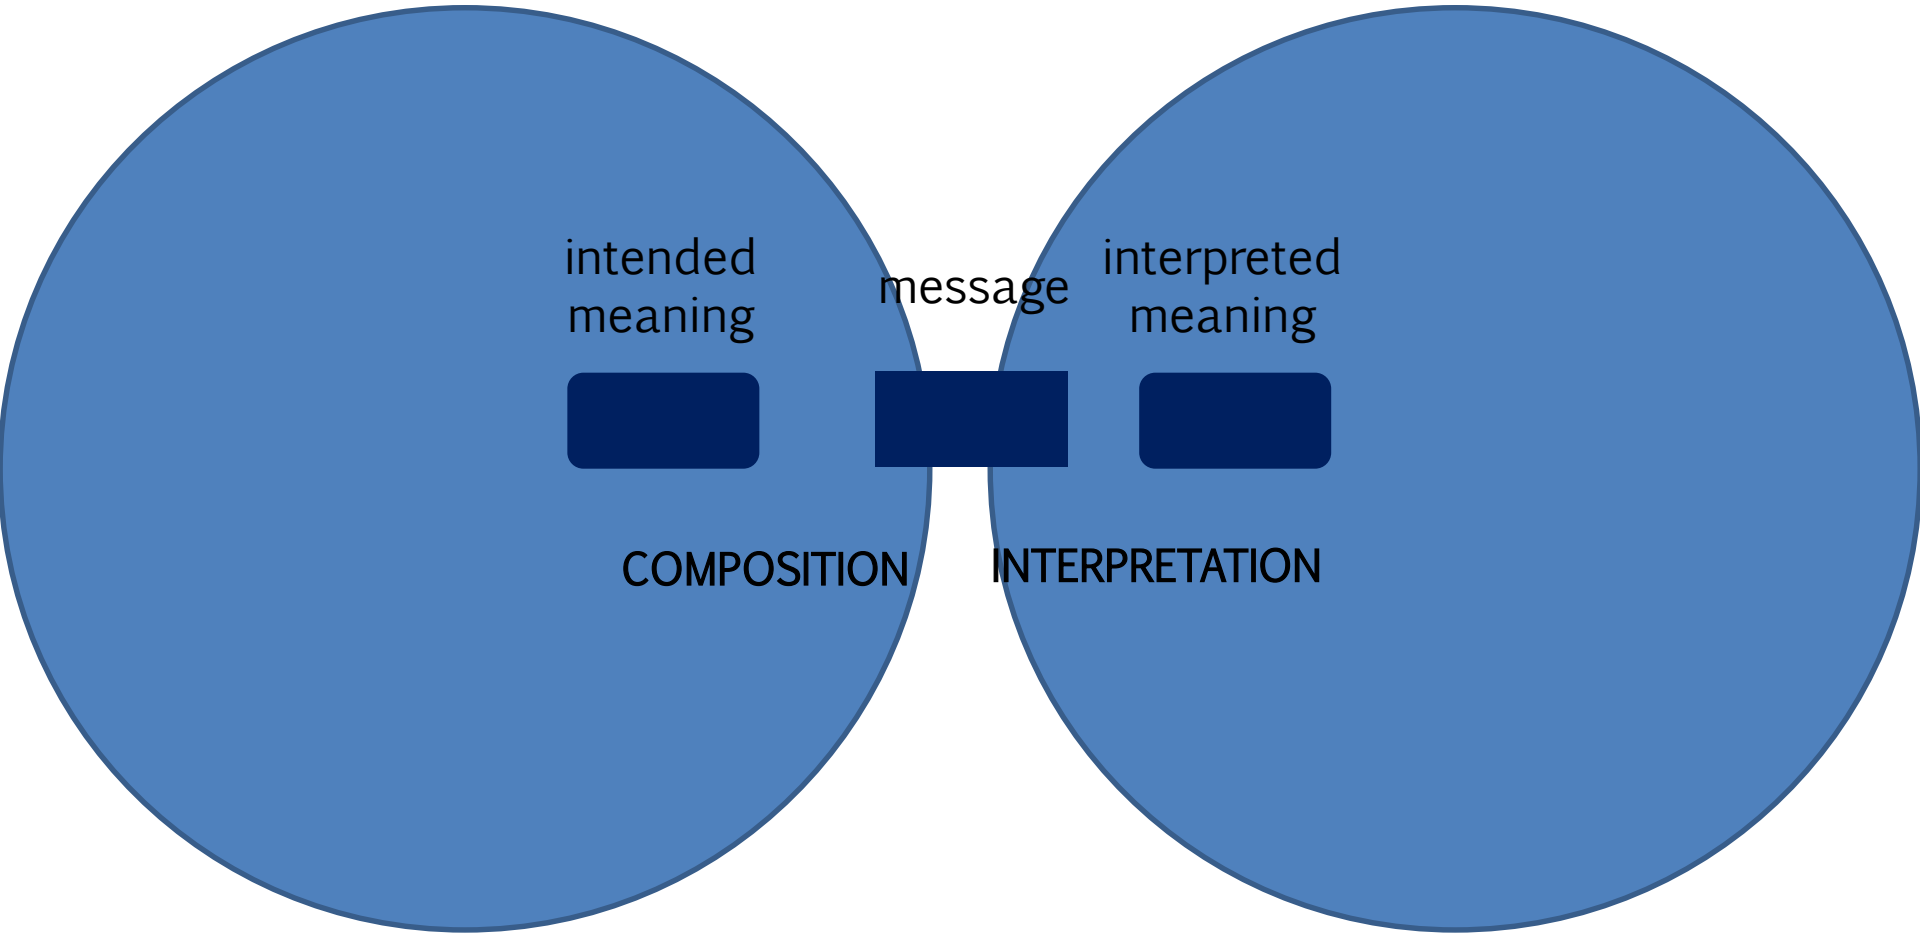 intended
meaning
message
interpreted
meaning
COMPOSITION
INTERPRETATION